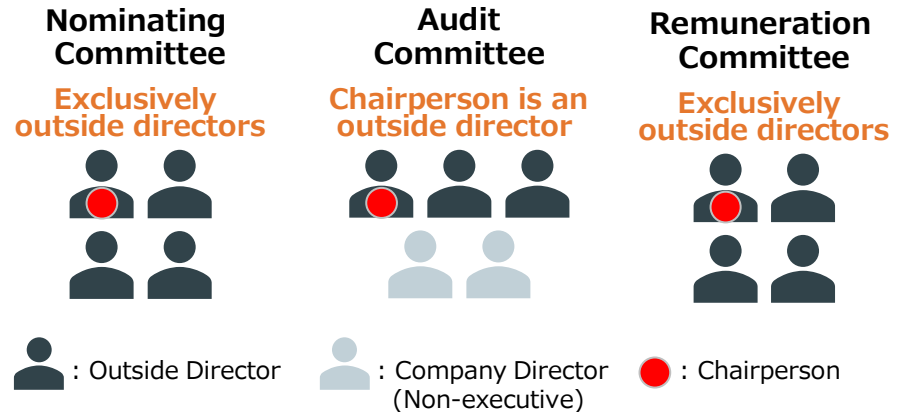 Nominating
Committee
Exclusively
outside directors
Audit
Committee
Chairperson is an
outside director
Remuneration
Committee
Exclusively
outside directors
: Outside Director
: Company Director
(Non-executive)
: Chairperson